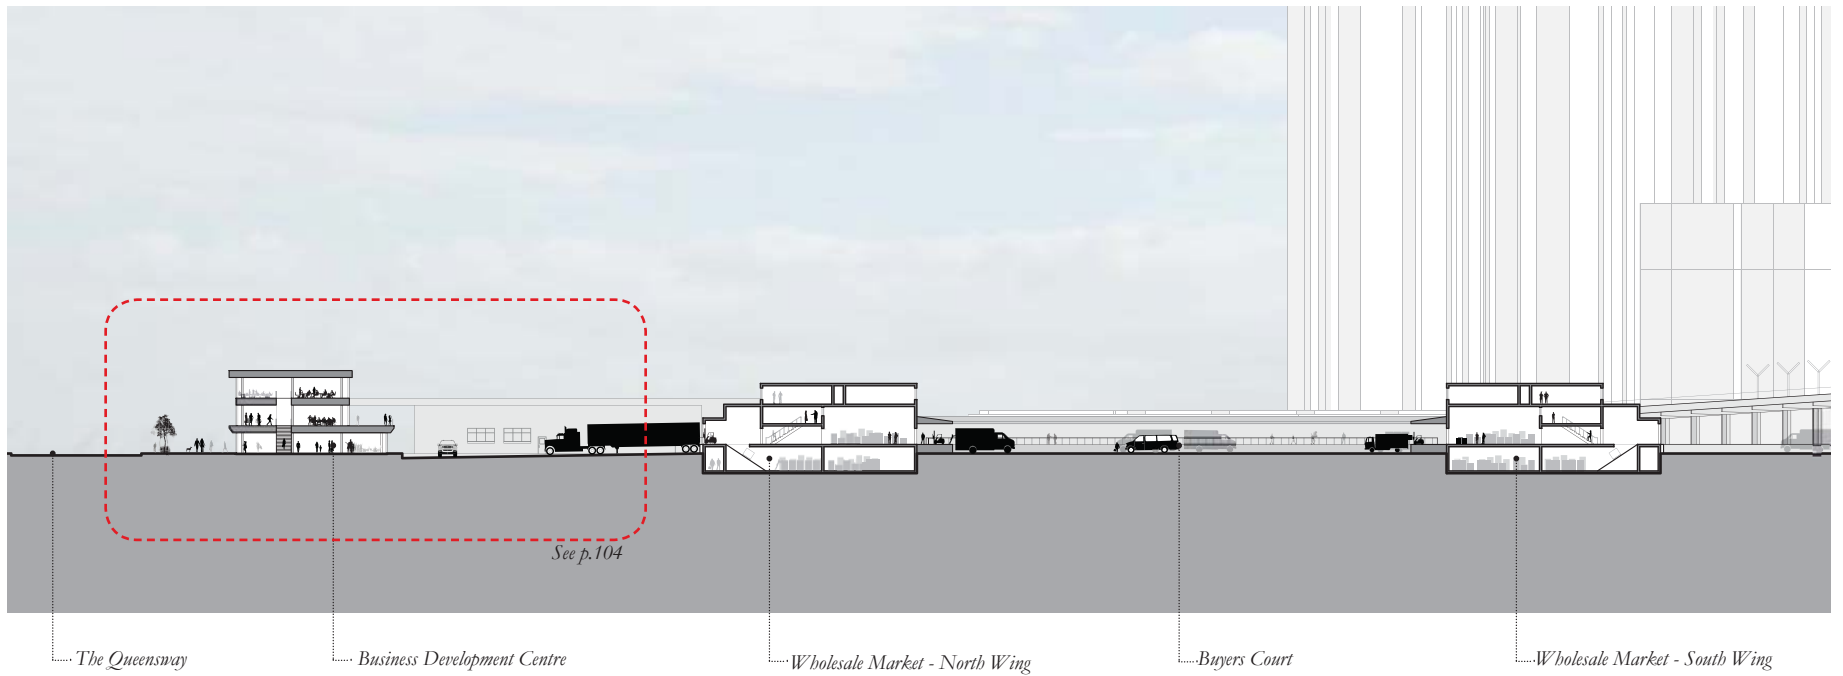 See p.104
The Queensway
Business Development Centre
Wholesale Market - North Wing
Buyers Court
Wholesale Market - South Wing